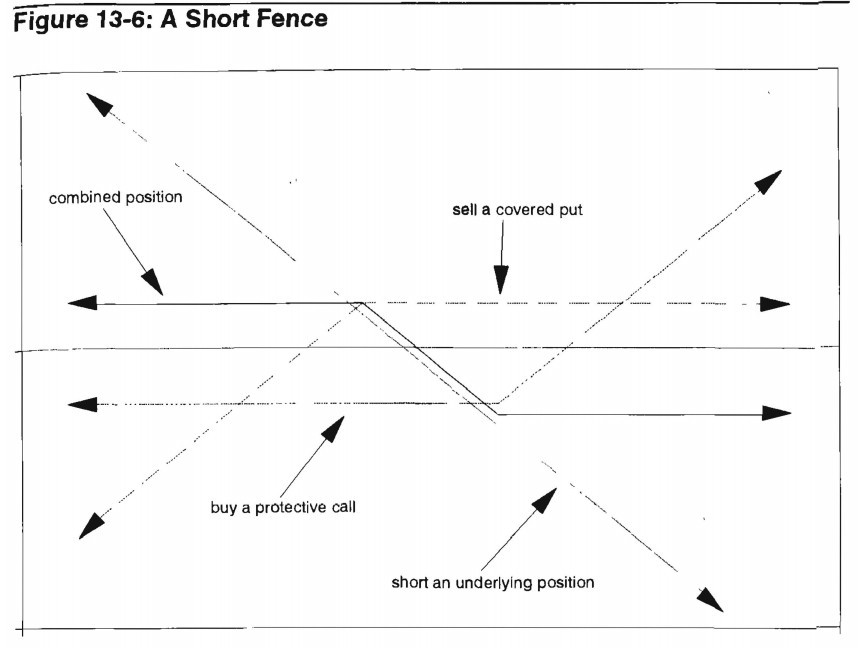 Figure 13-6: A Short Fence
combined position
sell a covered put
buy a protective call
short an underlying position